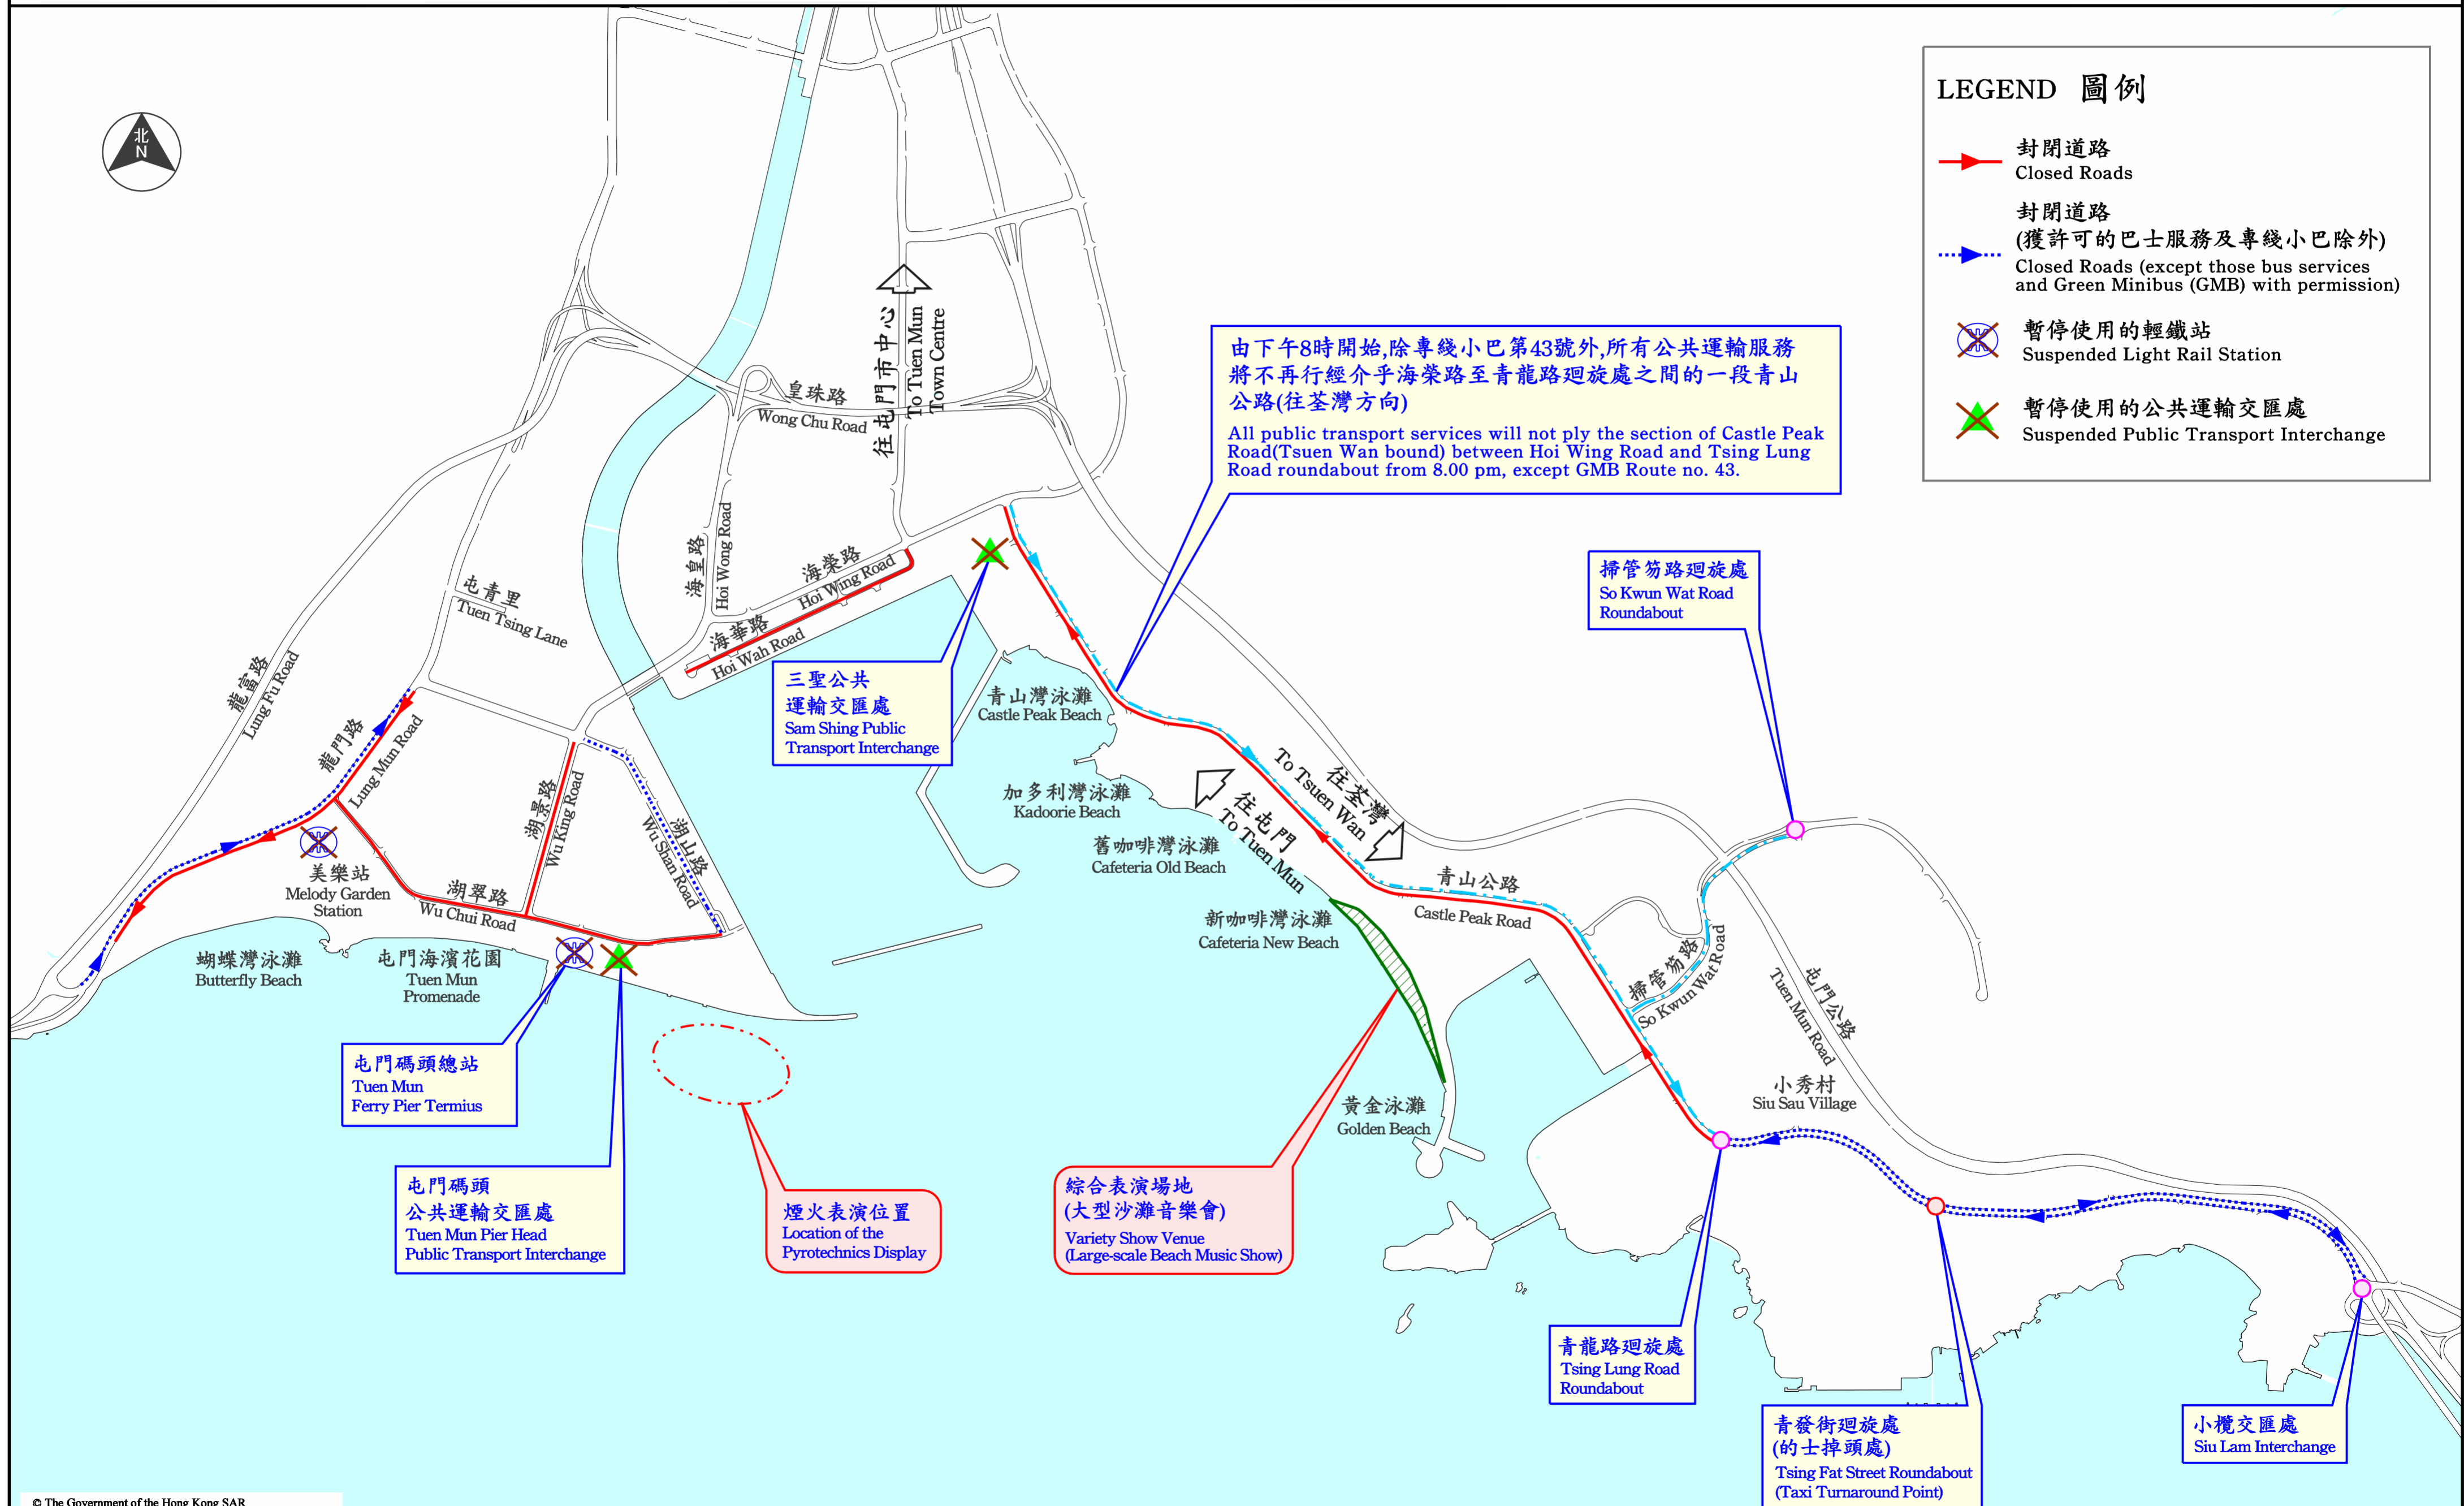 LEGEND 圖例
封閉道路
Closed Roads
封閉道路
(獲許可的巴士服務及專綫小巴除外)
Closed Roads (except those bus services
and Green Minibus (GMB) with permission)
暫停使用的輕鐵站
Suspended Light Rail Station
暫停使用的公共運輸交匯處
Suspended Public Transport Interchange
北
N
往屯門市中心
To Tuen Mun
Town Centre
皇珠路
Wong Chu Road
由下午8時開始,除專綫小巴第43號外,所有公共運輸服務
將不再行經介乎海榮路至青龍路迴旋處之間的一段青山
公路(往荃灣方向)
All public transport services will not ply the section of Castle Peak
Road(Tsuen Wan bound) between Hoi Wing Road and Tsing Lung
Road roundabout from 8.00 pm, except GMB Route no. 43.
海皇路
Hoi Wong Road
海榮路
Hoi Wing Road
海華路
Hoi Wah Road
屯青里
Tuen Tsing Lane
龍富路
Lung Fu Road
龍門路
Lung Mun Road
掃管笏路迴旋處
So Kwun Wat Road
Roundabout
三聖公共
運輸交匯處
Sam Shing Public
Transport Interchange
青山灣泳灘
Castle Peak Beach
加多利灣泳灘
Kadoorie Beach
舊咖啡灣泳灘
Cafeteria Old Beach
新咖啡灣泳灘
Cafeteria New Beach
往荃灣
To Tsuen Wan
往屯門
To Tuen Mun
青山公路
Castle Peak Road
湖景路
Wu King Road
湖山路
Wu Shan Road
美樂站
Melody Garden
Station
湖翠路
Wu Chui Road
蝴蝶灣泳灘
Butterfly Beach
屯門海濱花園
Tuen Mun
Promenade
掃管笏路
So Kwun Wat Road
屯門公路
Tuen Mun Road
小秀村
Siu Sau Village
黃金泳灘
Golden Beach
屯門碼頭總站
Tuen Mun
Ferry Pier Termius
屯門碼頭
公共運輸交匯處
Tuen Mun Pier Head
Public Transport Interchange
煙火表演位置
Location of the
Pyrotechnics Display
綜合表演場地
(大型沙灘音樂會)
Variety Show Venue
(Large-scale Beach Music Show)
青龍路迴旋處
Tsing Lung Road
Roundabout
青發街迴旋處
(的士掉頭處)
Tsing Fat Street Roundabout
(Taxi Turnaround Point)
小欖交匯處
Siu Lam Interchange
© The Government of the Hong Kong SAR